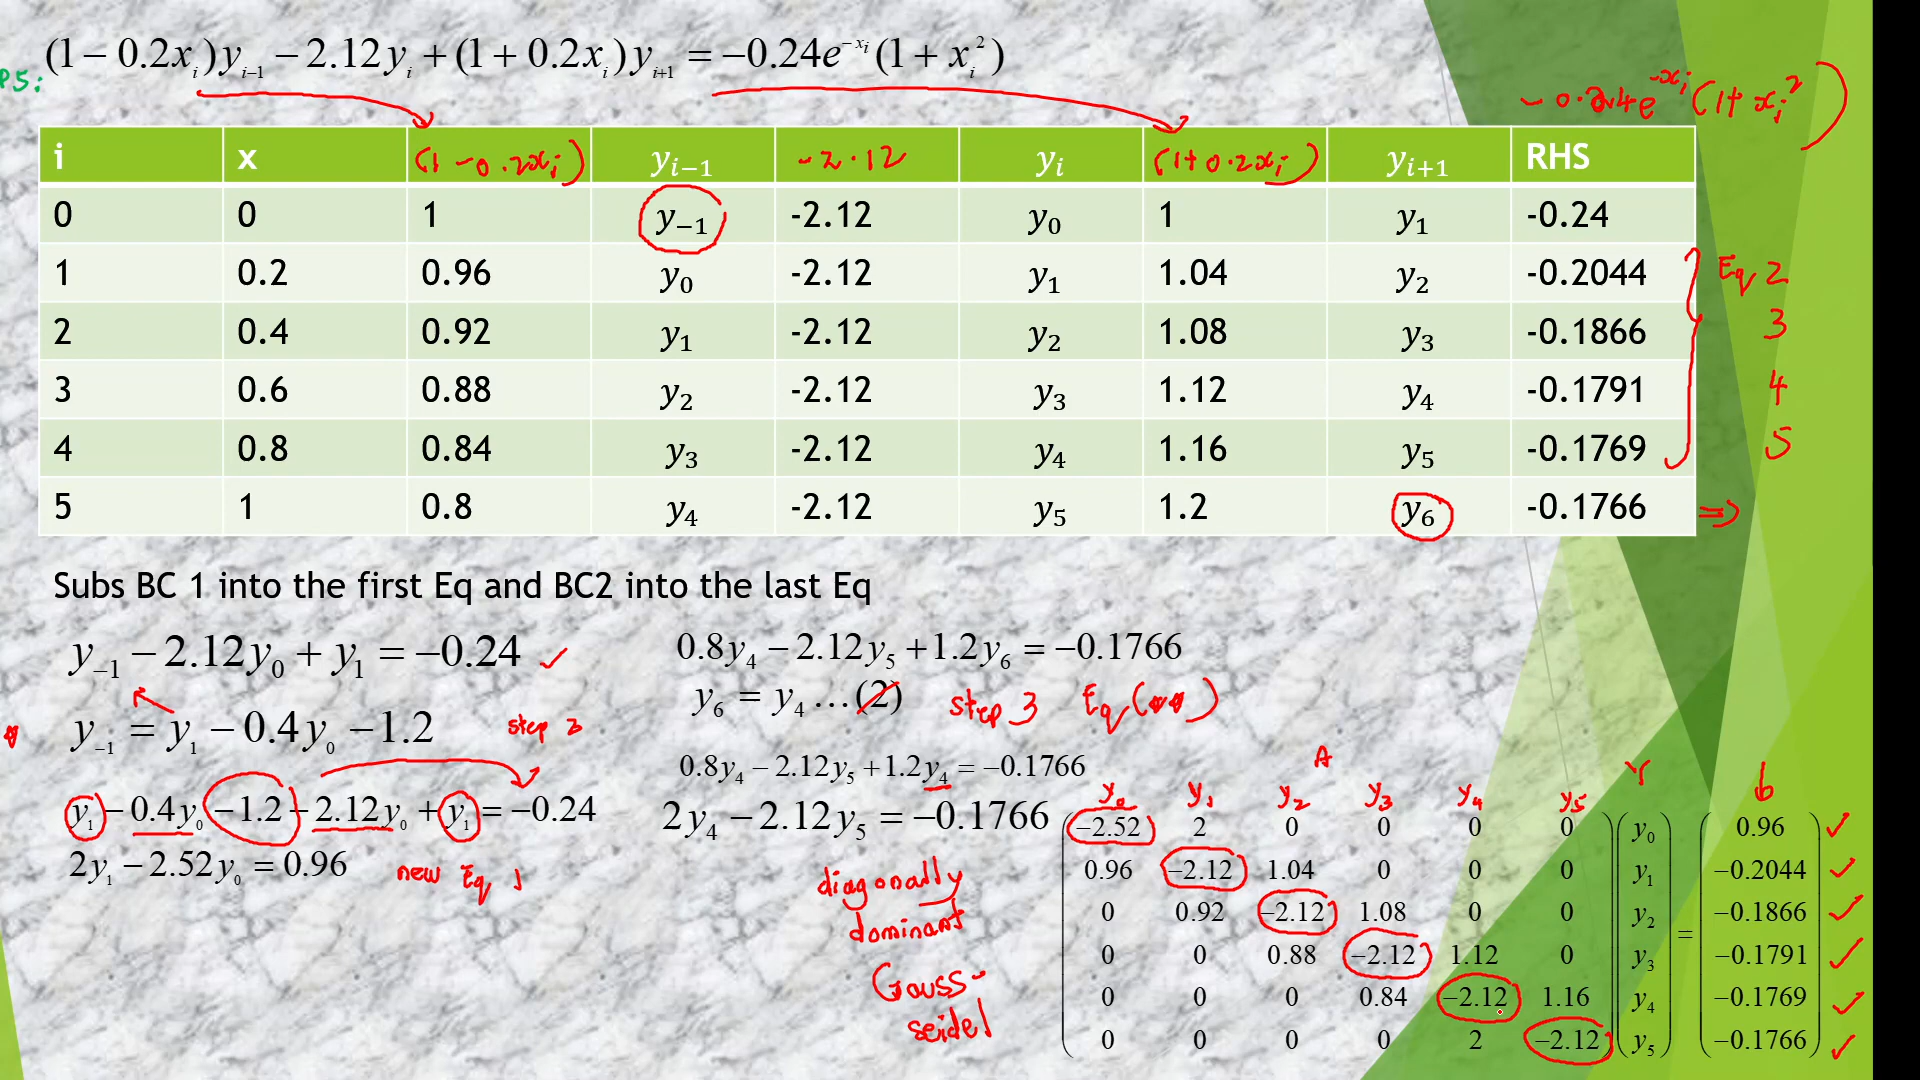 (1 − 0.2xᵢ)yᵢ₋₁ − 2.12yᵢ + (1 + 0.2xᵢ)yᵢ₊₁ = −0.24e^{−xᵢ}(1 + xᵢ²)
P5:
−0.24e^{−xᵢ}(1+xᵢ²)
i x (1−0.2xᵢ) yᵢ₋₁ −2.12 yᵢ (1+0.2xᵢ) yᵢ₊₁ RHS
0 0 1 y₋₁ -2.12 y₀ 1 y₁ -0.24
1 0.2 0.96 y₀ -2.12 y₁ 1.04 y₂ -0.2044 Eq 2
2 0.4 0.92 y₁ -2.12 y₂ 1.08 y₃ -0.1866 3
3 0.6 0.88 y₂ -2.12 y₃ 1.12 y₄ -0.1791 4
4 0.8 0.84 y₃ -2.12 y₄ 1.16 y₅ -0.1769 5
5 1 0.8 y₄ -2.12 y₅ 1.2 y₆ -0.1766 ⇒
Subs BC 1 into the first Eq and BC2 into the last Eq
y₋₁ − 2.12y₀ + y₁ = −0.24 ✓
y₋₁ = y₁ − 0.4y₀ − 1.2
step 3
y₁ − 0.4y₀ − 1.2 − 2.12y₀ + y₁ = −0.24
2y₁ − 2.52y₀ = 0.96 new Eq 1
0.8y₄ − 2.12y₅ + 1.2y₆ = −0.1766
y₆ = y₄ ...(2) step 3 Eq(**)
0.8y₄ − 2.12y₅ + 1.2y₄ = −0.1766
2y₄ − 2.12y₅ = −0.1766
diagonally
dominant
Gauss-
seidel
A Y b
y₀ y₁ y₂ y₃ y₄ y₅
−2.52 2 0 0 0 0 y₀ 0.96 ✓
0.96 −2.12 1.04 0 0 0 y₁ −0.2044 ✓
0 0.92 −2.12 1.08 0 0 y₂ −0.1866 ✓
=
0 0 0.88 −2.12 1.12 0 y₃ −0.1791 ✓
0 0 0 0.84 −2.12 1.16 y₄ −0.1769 ✓
0 0 0 0 2 −2.12 y₅ −0.1766 ✓